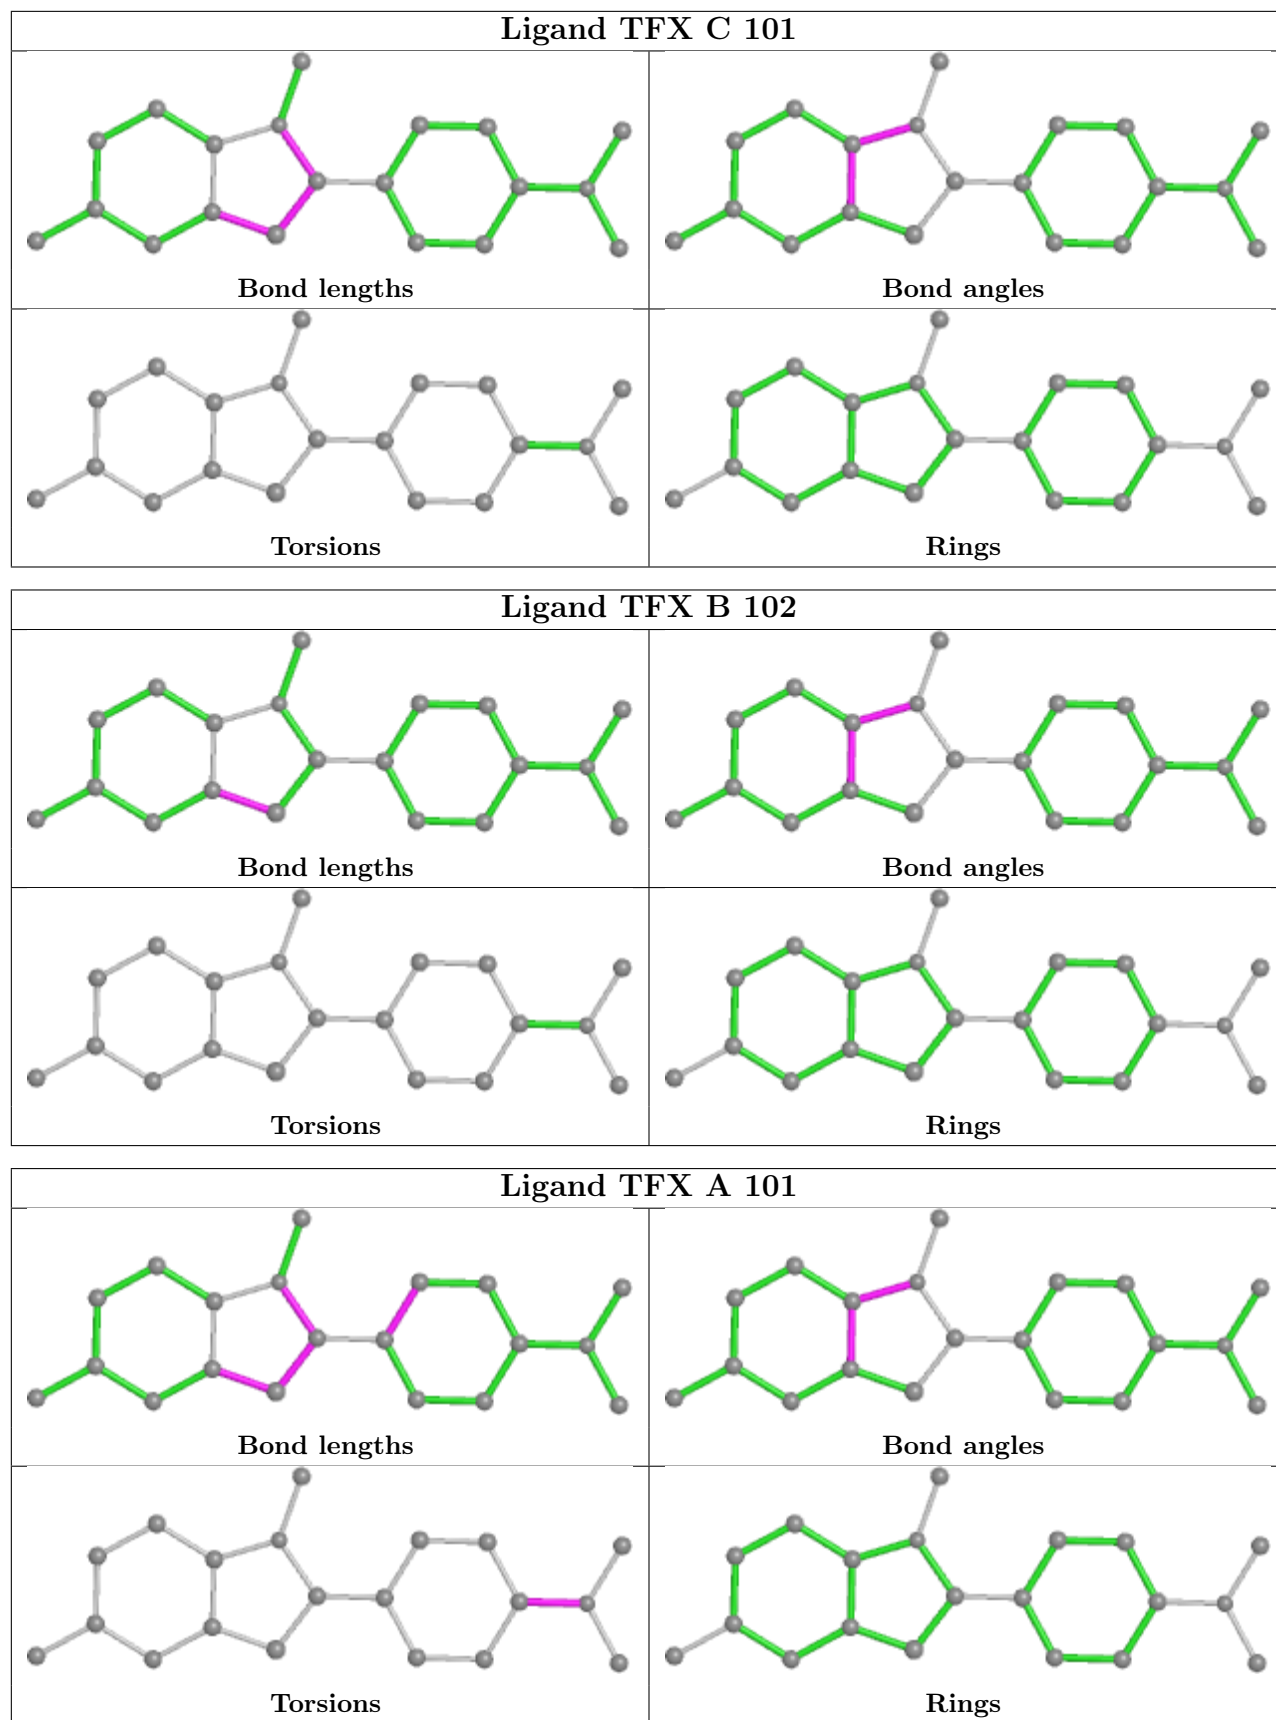 Ligand TFX C 101
Bond lengths
Bond angles
Torsions
Rings
Ligand TFX B 102
Bond lengths
Bond angles
Torsions
Rings
Ligand TFX A 101
Bond lengths
Bond angles
Torsions
Rings